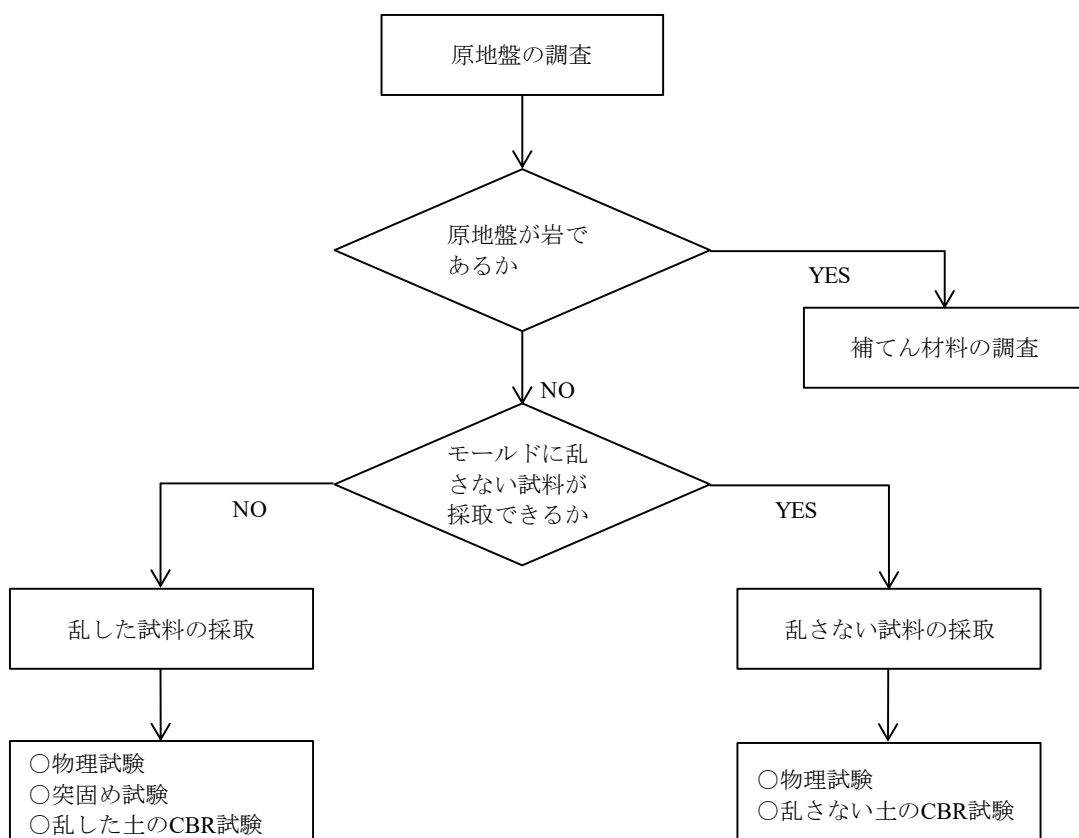 原地盤の調査
原地盤が岩で
あるか
YES
補てん材料の調査
NO
モールドに乱
さない試料が
採取できるか
NO
YES
乱した試料の採取
乱さない試料の採取
○物理試験
○突固め試験
○乱した土のCBR試験
○物理試験
○乱さない土のCBR試験